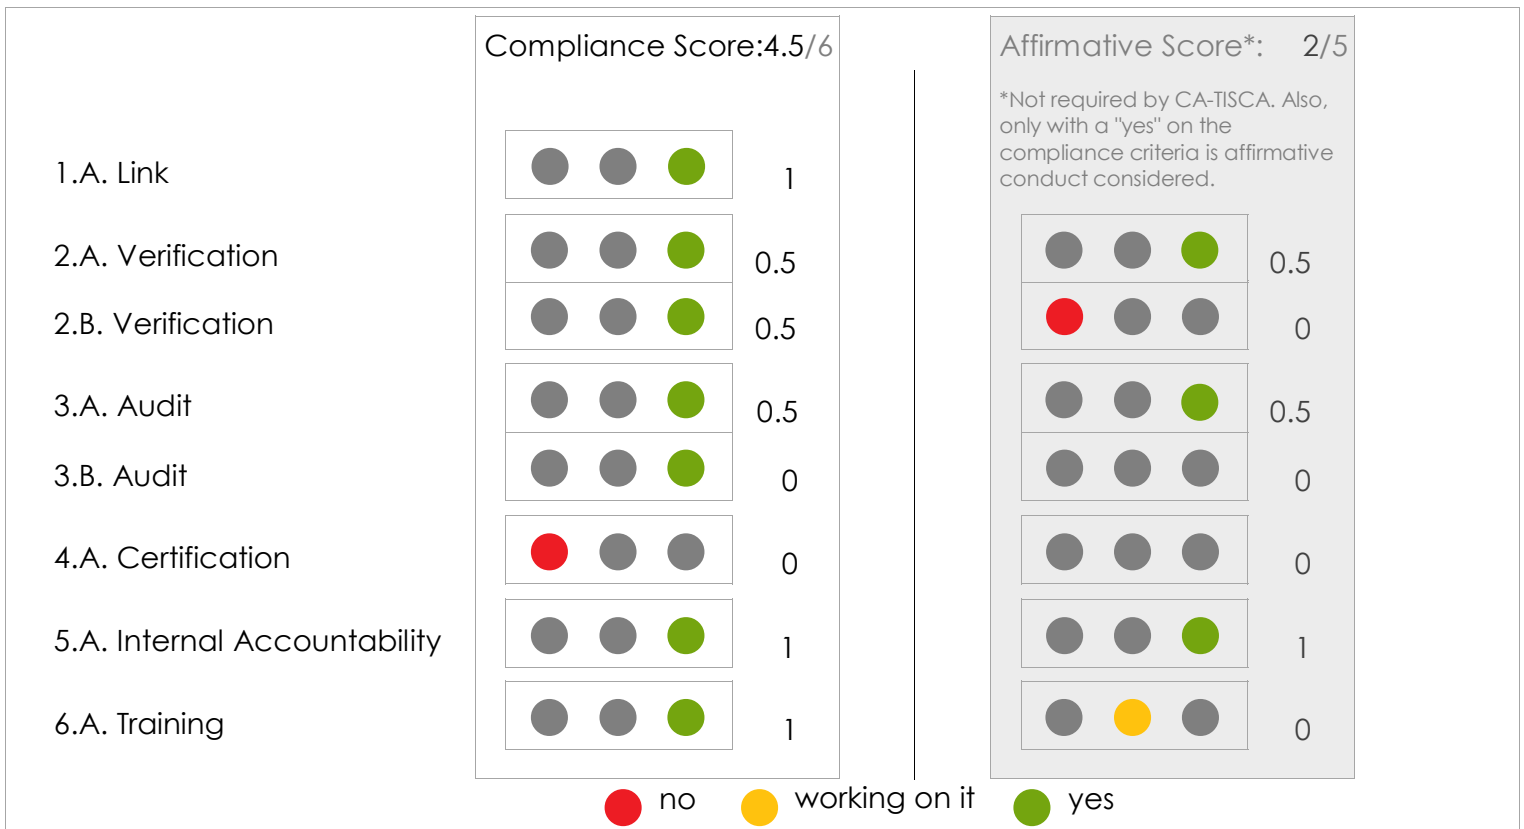 Compliance Score:4.5/6
Affirmative Score*: 2/5
*Not required by CA-TISCA. Also,
only with a "yes" on the
compliance criteria is affirmative
conduct considered.
1.A. Link 1
2.A. Verification 0.5 0.5
2.B. Verification 0.5 0
3.A. Audit 0.5 0.5
3.B. Audit 0 0
4.A. Certification 0 0
5.A. Internal Accountability 1 1
6.A. Training 1 0
no working on it yes